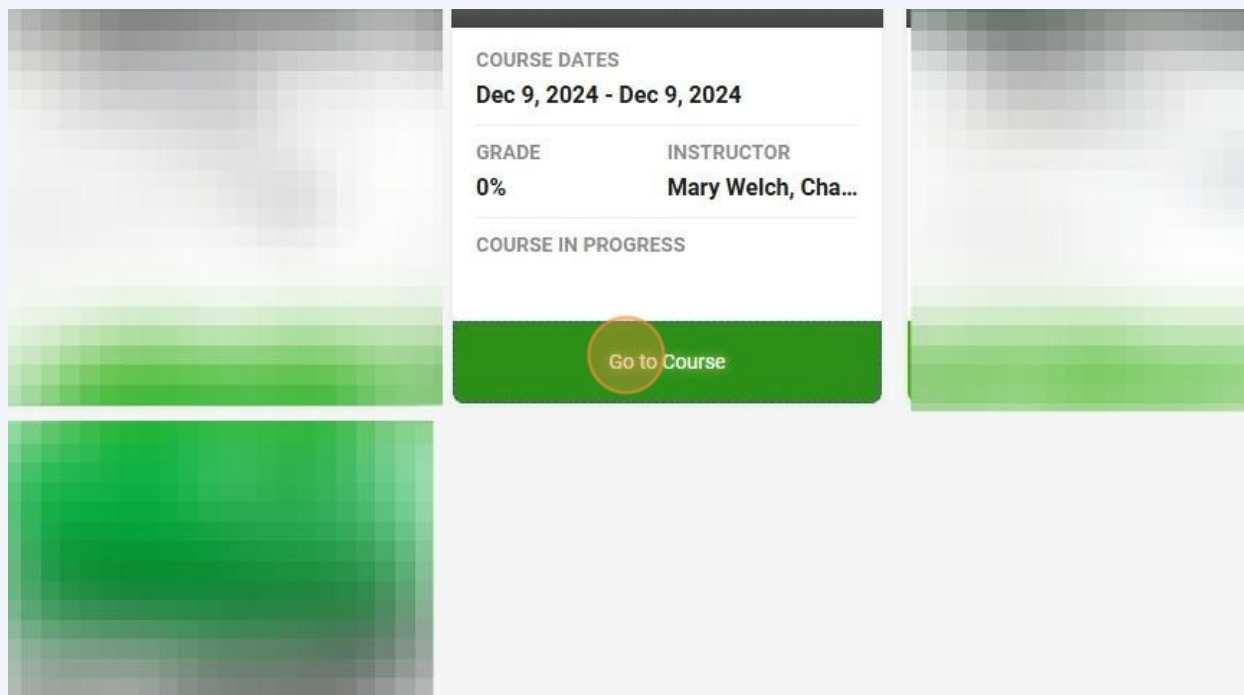 COURSE DATES
Dec 9, 2024 - Dec 9, 2024
GRADE
0%
INSTRUCTOR
Mary Welch, Cha...
COURSE IN PROGRESS
Go to Course